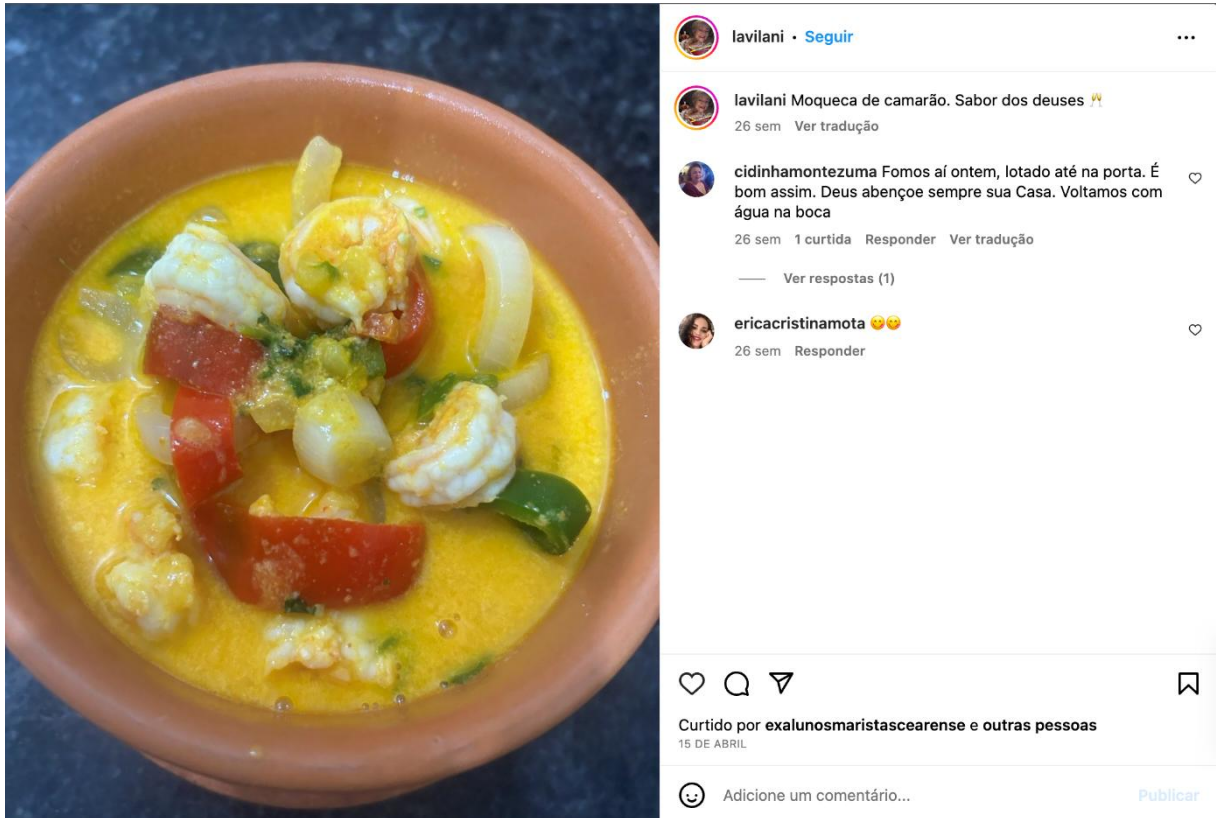 lavilani • Seguir
lavilani Moqueca de camarão. Sabor dos deuses 🥂
26 sem Ver tradução
cidinhamontezuma Fomos aí ontem, lotado até na porta. É
bom assim. Deus abençoe sempre sua Casa. Voltamos com
água na boca
26 sem 1 curtida Responder Ver tradução
Ver respostas (1)
ericacristinamota 😋😋
26 sem Responder
Curtido por exalunosmaristascearense e outras pessoas
15 DE ABRIL
Adicione um comentário... Publicar